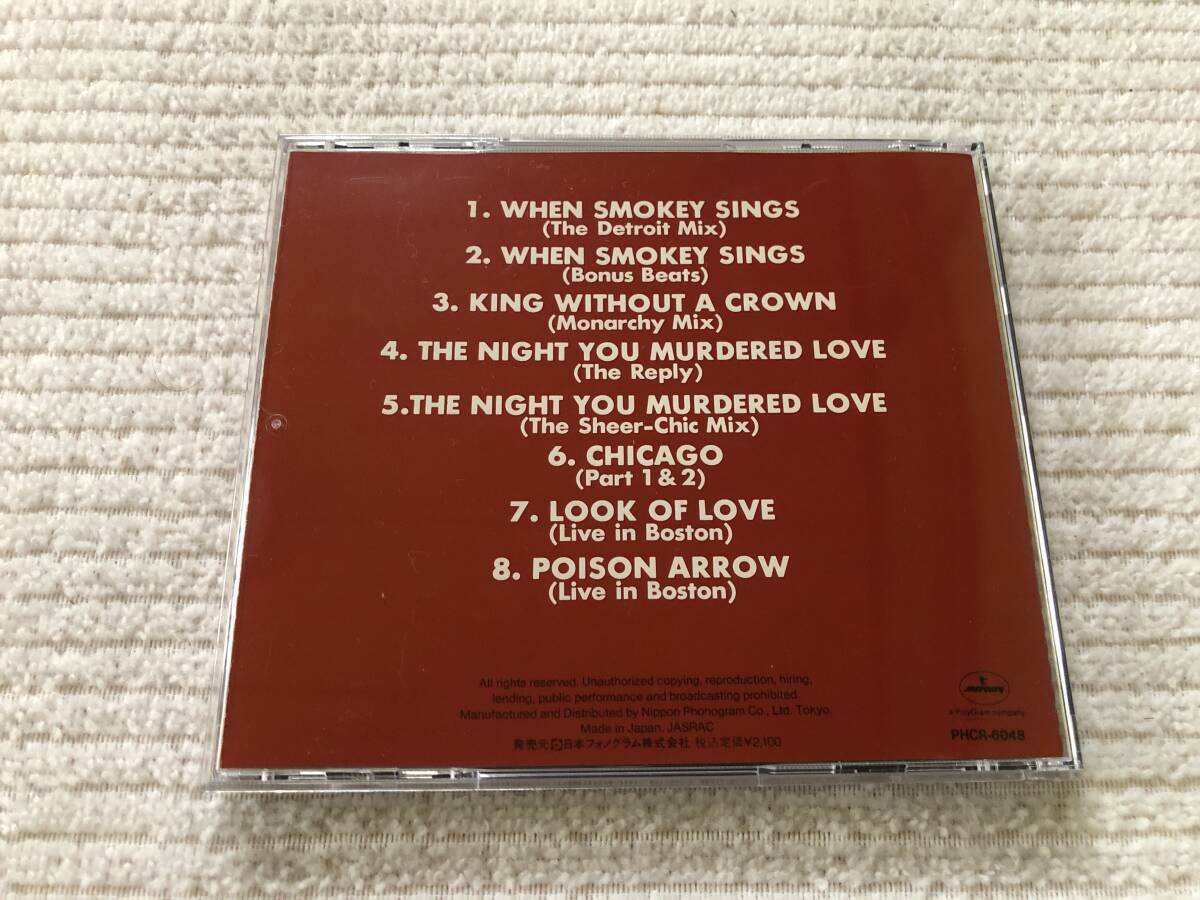 1. WHEN SMOKEY SINGS
(The Detroit Mix)
2. WHEN SMOKEY SINGS
(Bonus Beats)
3. KING WITHOUT A CROWN
(Monarchy Mix)
4. THE NIGHT YOU MURDERED LOVE
(The Reply)
5.THE NIGHT YOU MURDERED LOVE
(The Sheer-Chic Mix)
6. CHICAGO
(Part 1 & 2)
7. LOOK OF LOVE
(Live in Boston)
8. POISON ARROW
(Live in Boston)
All rights reserved. Unauthorized copying, reproduction, hiring,
lending, public performance and broadcasting prohibited.
Manufactured and Distributed by Nippon Phonogram Co., Ltd. Tokyo.
Made in Japan. JASRAC
発売元 日本フォノグラム株式会社 税込定価¥2,100
mercury
a PolyGram company
PHCR-6048